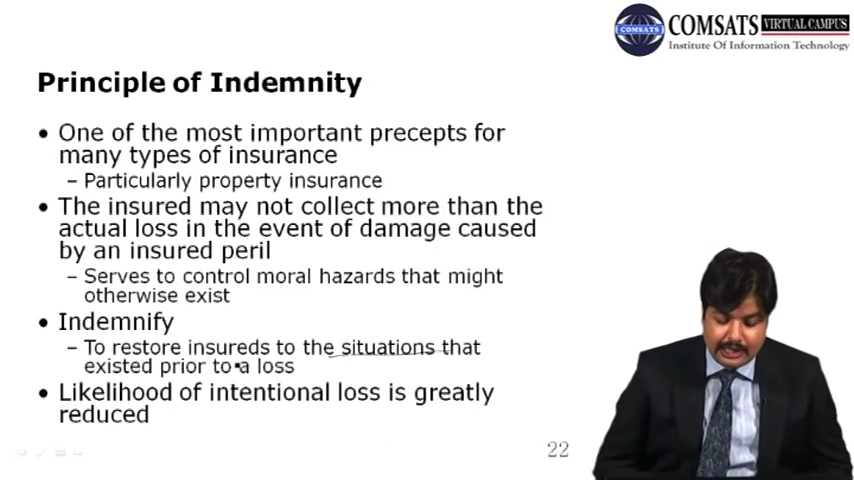 COMSATS
COMSATS VIRTUAL CAMPUS
Institute Of Information Technology
Principle of Indemnity
• One of the most important precepts for
many types of insurance
– Particularly property insurance
• The insured may not collect more than the
actual loss in the event of damage caused
by an insured peril
– Serves to control moral hazards that might
otherwise exist
• Indemnify
– To restore insureds to the situations that
existed prior to a loss
• Likelihood of intentional loss is greatly
reduced
22